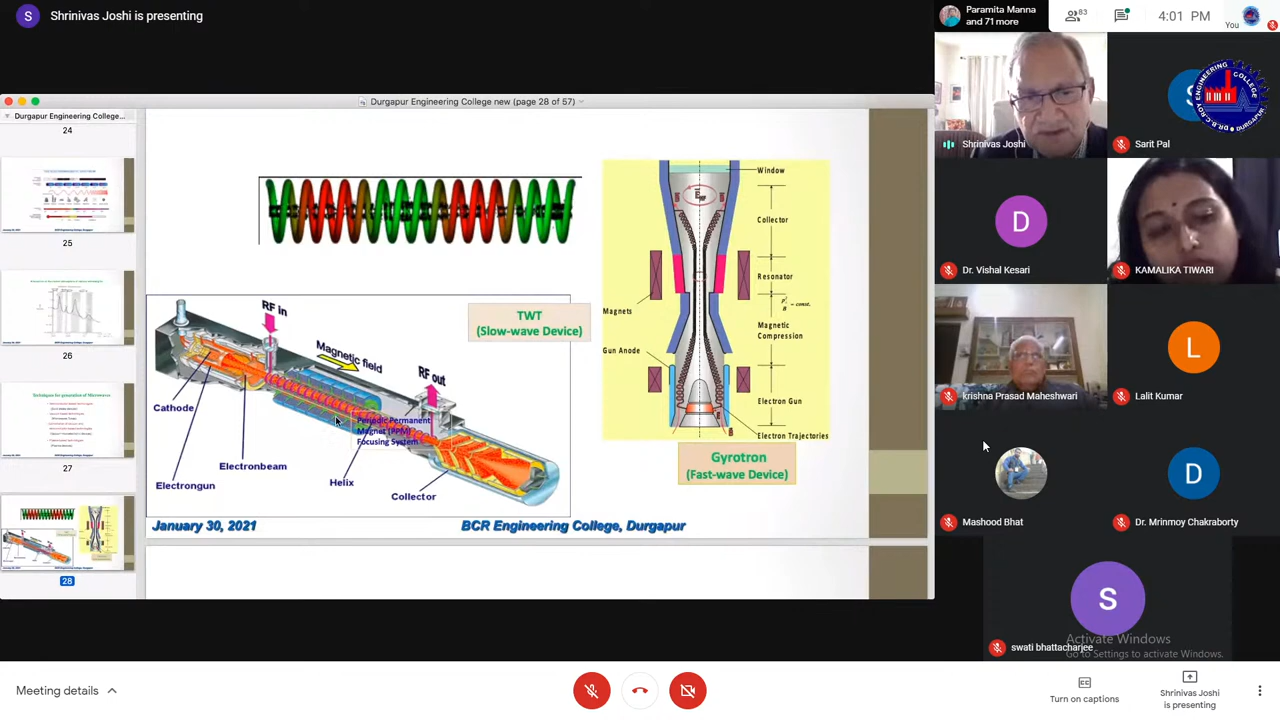 S Shrinivas Joshi is presenting
Paramita Manna
and 71 more
83
4:01 PM
You
Durgapur Engineering College new (page 28 of 57)
Durgapur Engineering College...
24
25
26
27
28
TWT
(Slow-wave Device)
RF in
Magnetic field
RF out
Cathode
Periodic Permanent
Magnet (PPM)
Focusing System
Electronbeam
Electrongun
Helix
Collector
Window
Collector
Resonator
Magnets
Magnetic
Compression
Gun Anode
Electron Gun
Electron Trajectories
Gyrotron
(Fast-wave Device)
January 30, 2021
BCR Engineering College, Durgapur
Shrinivas Joshi
Sarit Pal
D
Dr. Vishal Kesari
KAMALIKA TIWARI
krishna Prasad Maheshwari
L
Lalit Kumar
Mashood Bhat
D
Dr. Mrinmoy Chakraborty
S
swati bhattacharjee
Activate Windows
Go to Settings to activate Windows.
Meeting details
Turn on captions
Shrinivas Joshi
is presenting